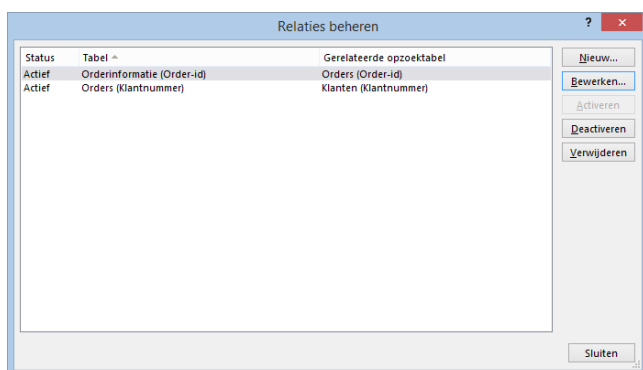 Relaties beheren ?
Status Tabel Gerelateerde opzoektabel
Actief Orderinformatie (Order-id) Orders (Order-id)
Actief Orders (Klantnummer) Klanten (Klantnummer)
Nieuw...
Bewerken...
Activeren
Deactiveren
Verwijderen
Sluiten